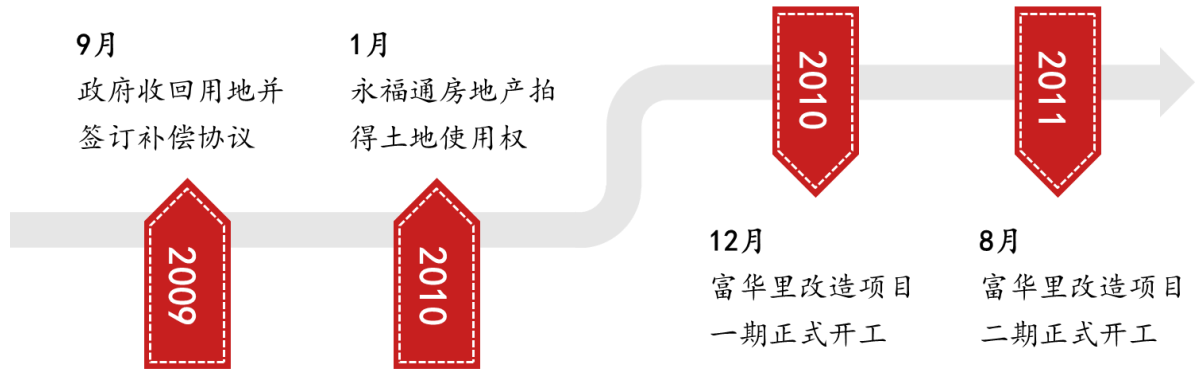 9月
政府收回用地并
签订补偿协议
2009
1月
永福通房地产拍
得土地使用权
2010
2010
12月
富华里改造项目
一期正式开工
2011
8月
富华里改造项目
二期正式开工